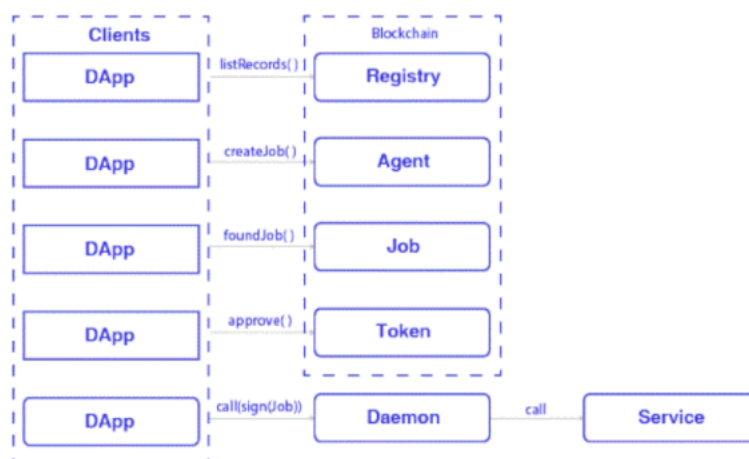 Clients
Blockchain
DApp
listRecords()
Registry
DApp
createJob()
Agent
DApp
foundJob()
Job
DApp
approve()
Token
DApp
call(sign(Job))
Daemon
call
Service